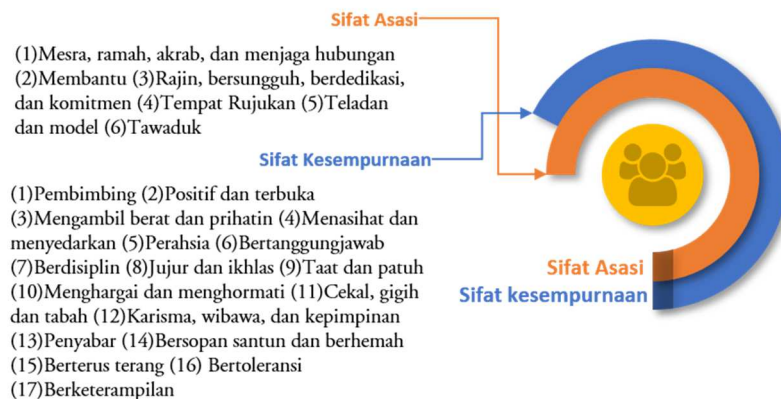 Sifat Asasi
(1)Mesra, ramah, akrab, dan menjaga hubungan
(2)Membantu (3)Rajin, bersungguh, berdedikasi,
dan komitmen (4)Tempat Rujukan (5)Teladan
dan model (6)Tawaduk
Sifat Kesempurnaan
(1)Pembimbing (2)Positif dan terbuka
(3)Mengambil berat dan prihatin (4)Menasihat dan
menyedarkan (5)Perahsia (6)Bertanggungjawab
(7)Berdisiplin (8)Jujur dan ikhlas (9)Taat dan patuh
(10)Menghargai dan menghormati (11)Cekal, gigih
dan tabah (12)Karisma, wibawa, dan kepimpinan
(13)Penyabar (14)Bersopan santun dan berhemah
(15)Berterus terang (16) Bertoleransi
(17)Berketerampilan
Sifat Asasi
Sifat kesempurnaan